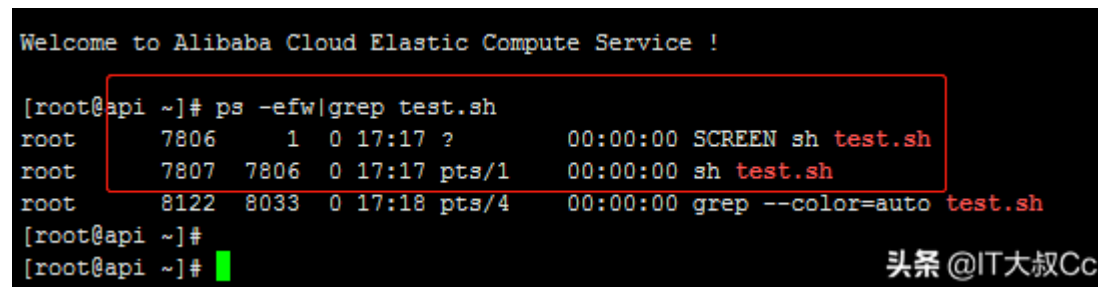 Welcome to Alibaba Cloud Elastic Compute Service !
[root@api ~]# ps -efw|grep test.sh
root      7806     1  0 17:17 ?        00:00:00 SCREEN sh test.sh
root      7807  7806  0 17:17 pts/1    00:00:00 sh test.sh
root      8122  8033  0 17:18 pts/4    00:00:00 grep --color=auto test.sh
[root@api ~]#
[root@api ~]#
头条 @IT大叔Cc